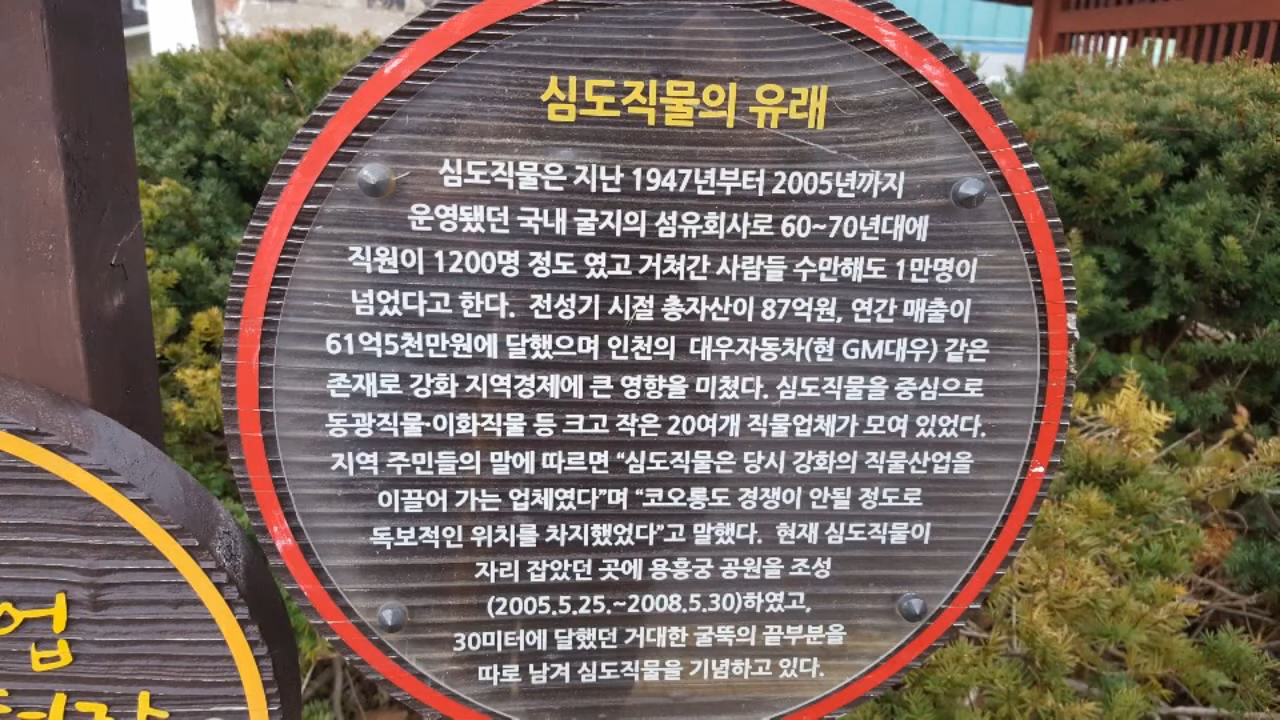 심도직물의 유래
심도직물은 지난 1947년부터 2005년까지
운영됐던 국내 굴지의 섬유회사로 60~70년대에
직원이 1200명 정도 였고 거쳐간 사람들 수만해도 1만명이
넘었다고 한다. 전성기 시절 총자산이 87억원, 연간 매출이
61억5천만원에 달했으며 인천의 대우자동차(현 GM대우) 같은
존재로 강화 지역경제에 큰 영향을 미쳤다. 심도직물을 중심으로
동광직물·이화직물 등 크고 작은 20여개 직물업체가 모여 있었다.
지역 주민들의 말에 따르면 “심도직물은 당시 강화의 직물산업을
이끌어 가는 업체였다”며 “코오롱도 경쟁이 안될 정도로
독보적인 위치를 차지했었다”고 말했다. 현재 심도직물이
자리 잡았던 곳에 용흥궁 공원을 조성
(2005.5.25.~2008.5.30)하였고,
30미터에 달했던 거대한 굴뚝의 끝부분을
따로 남겨 심도직물을 기념하고 있다.
업